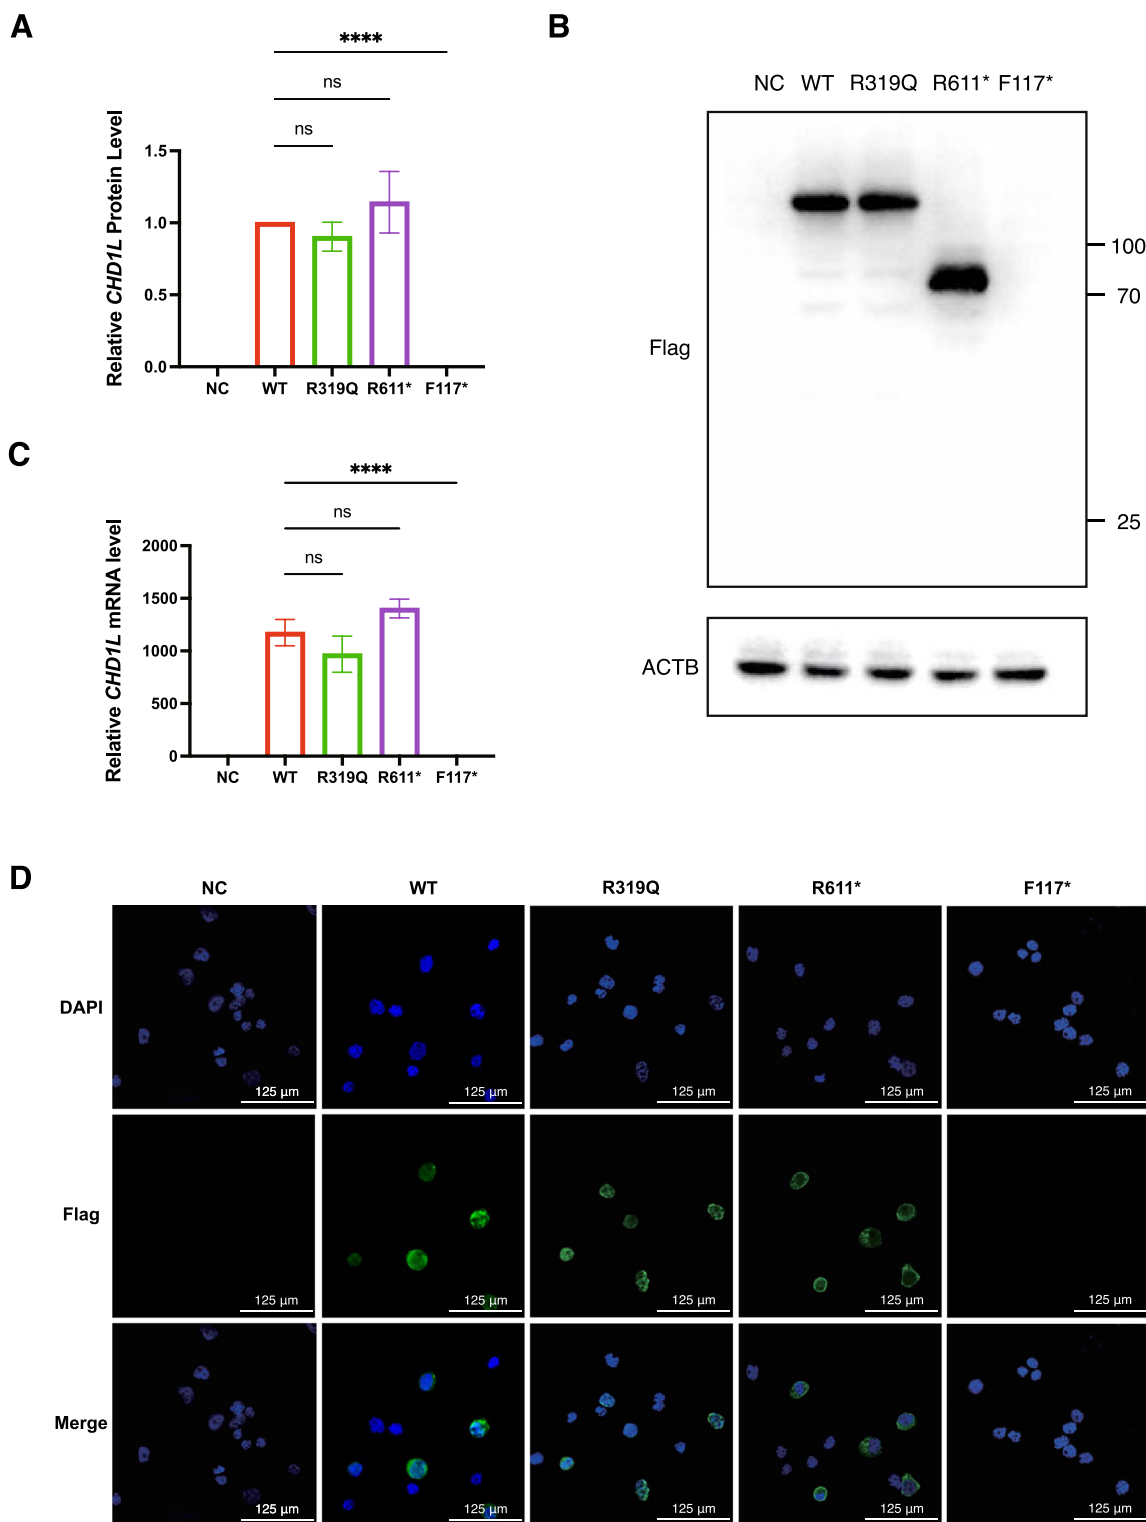 A
****
ns
ns
Relative CHD1L Protein Level
1.5
1.0
0.5
0.0
NC WT R319Q R611* F117*
B
NC WT R319Q R611* F117*
100
70
Flag
25
ACTB
C
****
ns
ns
Relative CHD1L mRNA level
2000
1500
1000
500
0
NC WT R319Q R611* F117*
D
NC WT R319Q R611* F117*
DAPI
125 µm 125 µm 125 µm 125 µm 125 µm
Flag
125 µm 125 µm 125 µm 125 µm 125 µm
Merge
125 µm 125 µm 125 µm 125 µm 125 µm